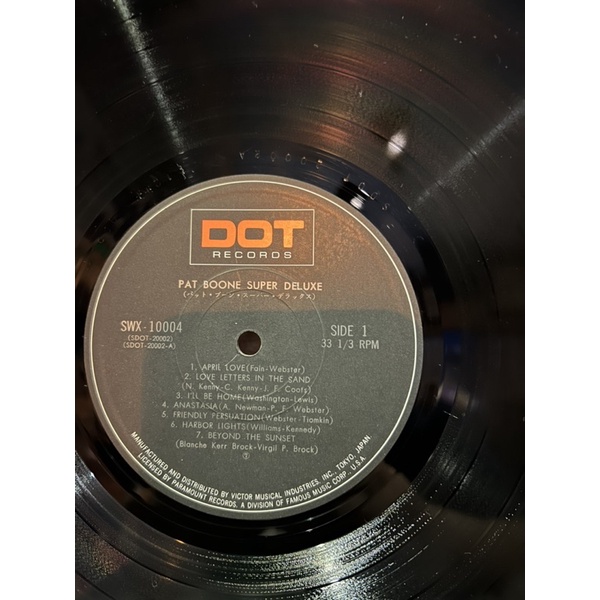 DOT
RECORDS
PAT BOONE SUPER DELUXE
(パット・ブーン・スーパー・デラックス)
SWX-10004
(SDOT-20002)
(SDOT-20002-A)
SIDE 1
33 1/3 RPM
1. APRIL LOVE(Fain-Webster)
2. LOVE LETTERS IN THE SAND
(N. Kenny-C. Kenny-J. F. Coots)
3. I'LL BE HOME(Washington-Lewis)
4. ANASTASIA(A. Newman-P. F. Webster)
5. FRIENDLY PERSUATION(Webster-Tiomkin)
6. HARBOR LIGHTS(Williams-Kennedy)
7. BEYOND THE SUNSET
(Blanche Kerr Brock-Virgil P. Brock)
MANUFACTURED AND DISTRIBUTED BY VICTOR MUSICAL INDUSTRIES, INC. TOKYO, JAPAN
LICENSED BY PARAMOUNT RECORDS. A DIVISION OF FAMOUS MUSIC CORP. U.S.A.